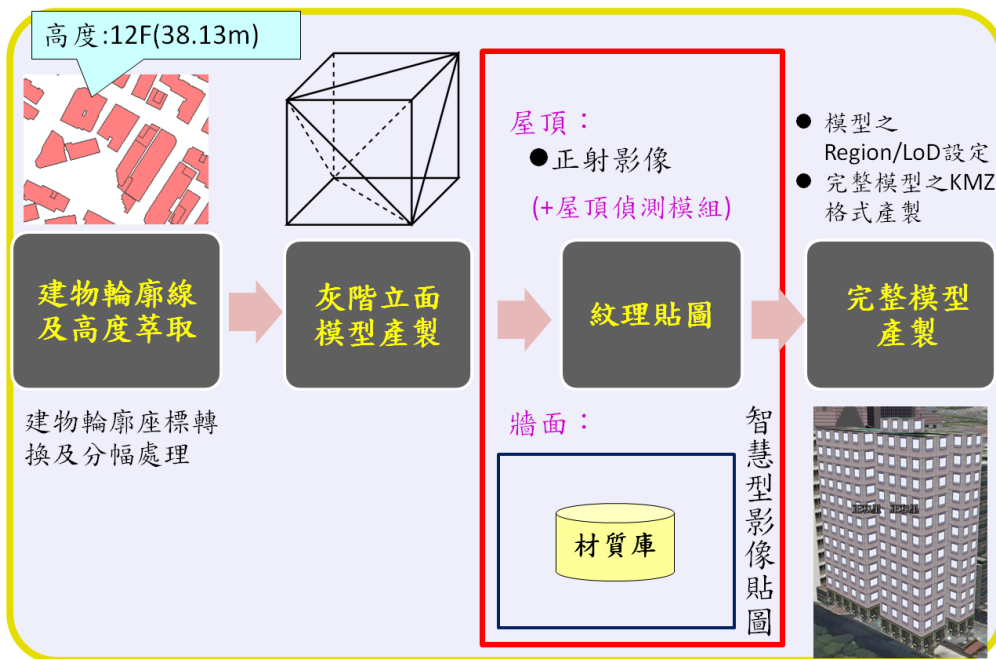 高度:12F(38.13m)
建物輪廓線
及高度萃取
建物輪廓座標轉
換及分幅處理
灰階立面
模型產製
屋頂：
●正射影像
(+屋頂偵測模組)
紋理貼圖
牆面：
材質庫
智慧型影像貼圖
● 模型之
Region/LoD設定
● 完整模型之KMZ
格式產製
完整模型
產製